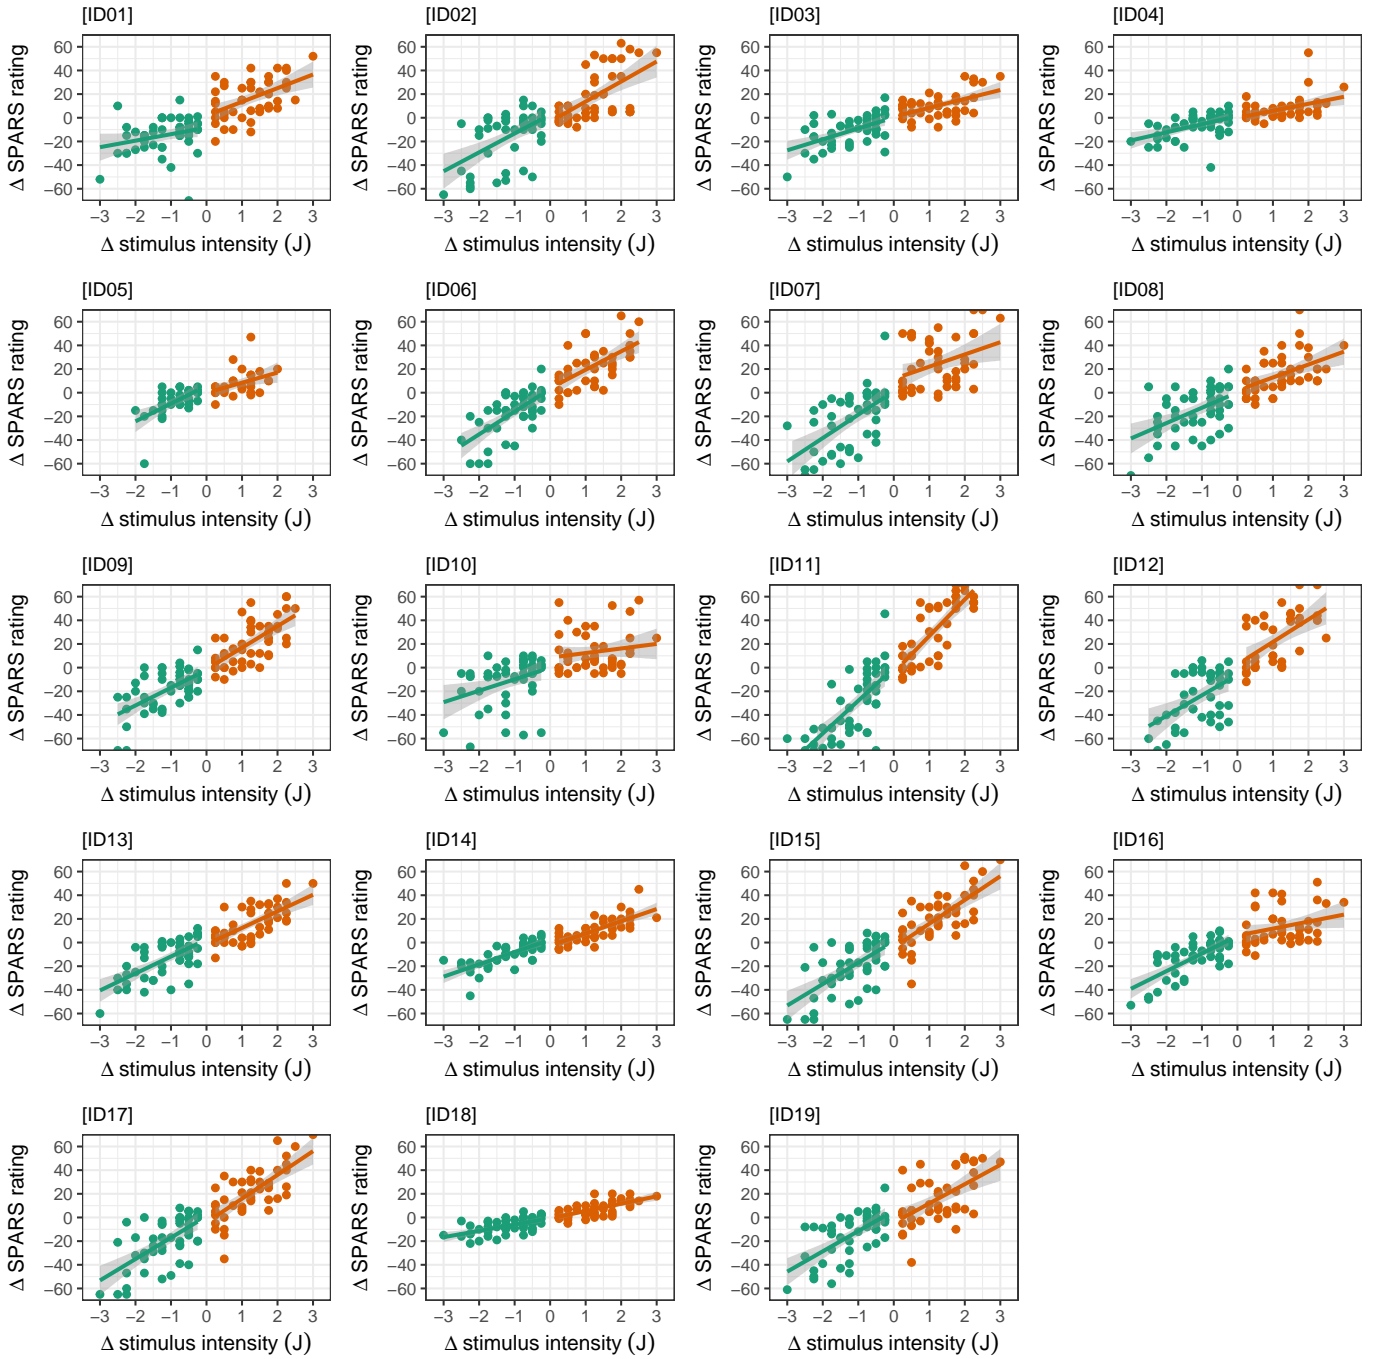 [ID01] [ID02] [ID03] [ID04]
Δ SPARS rating Δ SPARS rating Δ SPARS rating Δ SPARS rating
60 60 60 60
40 40 40 40
20 20 20 20
0 0 0 0
−20 −20 −20 −20
−40 −40 −40 −40
−60 −60 −60 −60
−3 −2 −1 0 1 2 3 −3 −2 −1 0 1 2 3 −3 −2 −1 0 1 2 3 −3 −2 −1 0 1 2 3
Δ stimulus intensity (J) Δ stimulus intensity (J) Δ stimulus intensity (J) Δ stimulus intensity (J)
[ID05] [ID06] [ID07] [ID08]
Δ SPARS rating Δ SPARS rating Δ SPARS rating Δ SPARS rating
60 60 60 60
40 40 40 40
20 20 20 20
0 0 0 0
−20 −20 −20 −20
−40 −40 −40 −40
−60 −60 −60 −60
−3 −2 −1 0 1 2 3 −3 −2 −1 0 1 2 3 −3 −2 −1 0 1 2 3 −3 −2 −1 0 1 2 3
Δ stimulus intensity (J) Δ stimulus intensity (J) Δ stimulus intensity (J) Δ stimulus intensity (J)
[ID09] [ID10] [ID11] [ID12]
Δ SPARS rating Δ SPARS rating Δ SPARS rating Δ SPARS rating
60 60 60 60
40 40 40 40
20 20 20 20
0 0 0 0
−20 −20 −20 −20
−40 −40 −40 −40
−60 −60 −60 −60
−3 −2 −1 0 1 2 3 −3 −2 −1 0 1 2 3 −3 −2 −1 0 1 2 3 −3 −2 −1 0 1 2 3
Δ stimulus intensity (J) Δ stimulus intensity (J) Δ stimulus intensity (J) Δ stimulus intensity (J)
[ID13] [ID14] [ID15] [ID16]
Δ SPARS rating Δ SPARS rating Δ SPARS rating Δ SPARS rating
60 60 60 60
40 40 40 40
20 20 20 20
0 0 0 0
−20 −20 −20 −20
−40 −40 −40 −40
−60 −60 −60 −60
−3 −2 −1 0 1 2 3 −3 −2 −1 0 1 2 3 −3 −2 −1 0 1 2 3 −3 −2 −1 0 1 2 3
Δ stimulus intensity (J) Δ stimulus intensity (J) Δ stimulus intensity (J) Δ stimulus intensity (J)
[ID17] [ID18] [ID19]
Δ SPARS rating Δ SPARS rating Δ SPARS rating
60 60 60
40 40 40
20 20 20
0 0 0
−20 −20 −20
−40 −40 −40
−60 −60 −60
−3 −2 −1 0 1 2 3 −3 −2 −1 0 1 2 3 −3 −2 −1 0 1 2 3
Δ stimulus intensity (J) Δ stimulus intensity (J) Δ stimulus intensity (J)